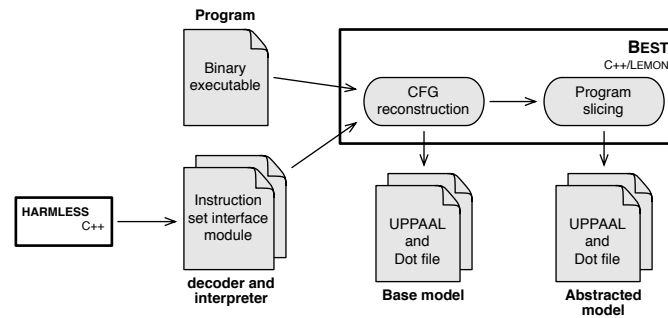 Program
Binary
executable
BEST
C++/LEMON
CFG
reconstruction
Program
slicing
HARMLESS
C++
Instruction
set interface
module
decoder and
interpreter
UPPAAL
and
Dot file
Base model
UPPAAL
and
Dot file
Abstracted
model